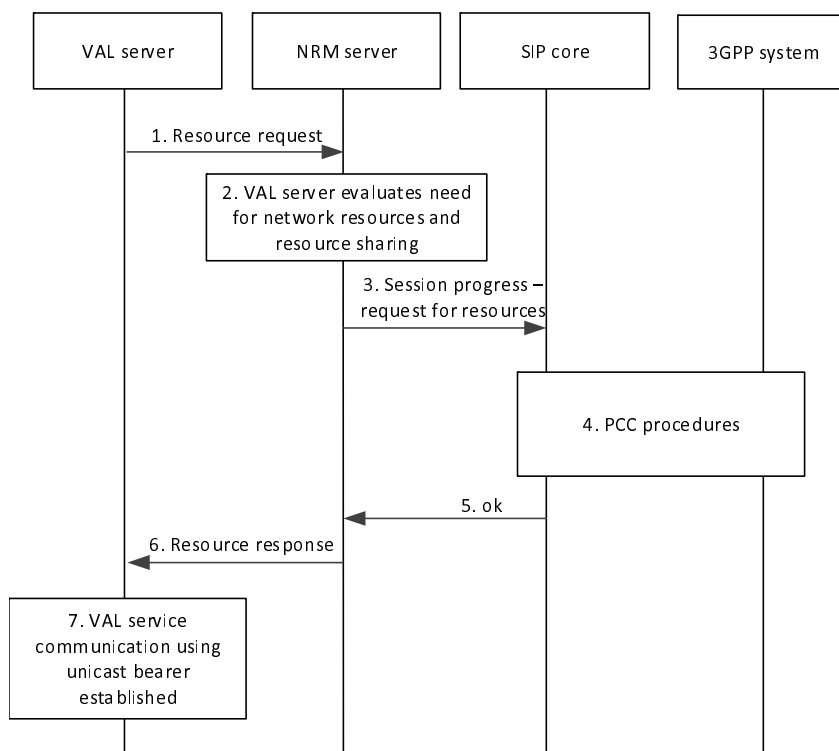 VAL server
NRM server
SIP core
3GPP system
1. Resource request
2. VAL server evaluates need
for network resources and
resource sharing
3. Session progress –
request for resources
4. PCC procedures
5. ok
6. Resource response
7. VAL service
communication using
unicast bearer
established